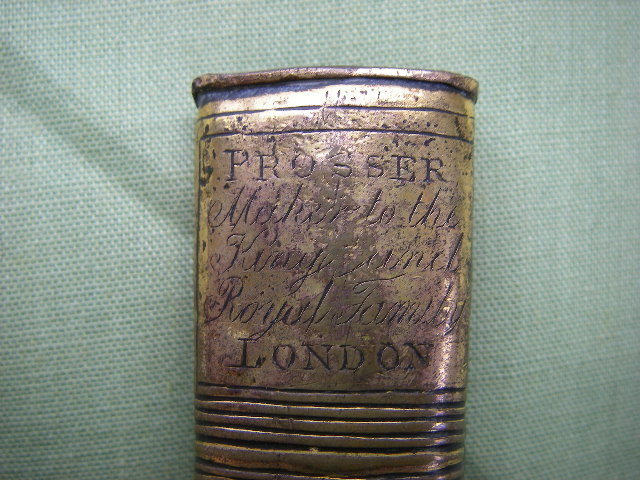 PROSSER
Maker to the
King and
Royal Family
LONDON